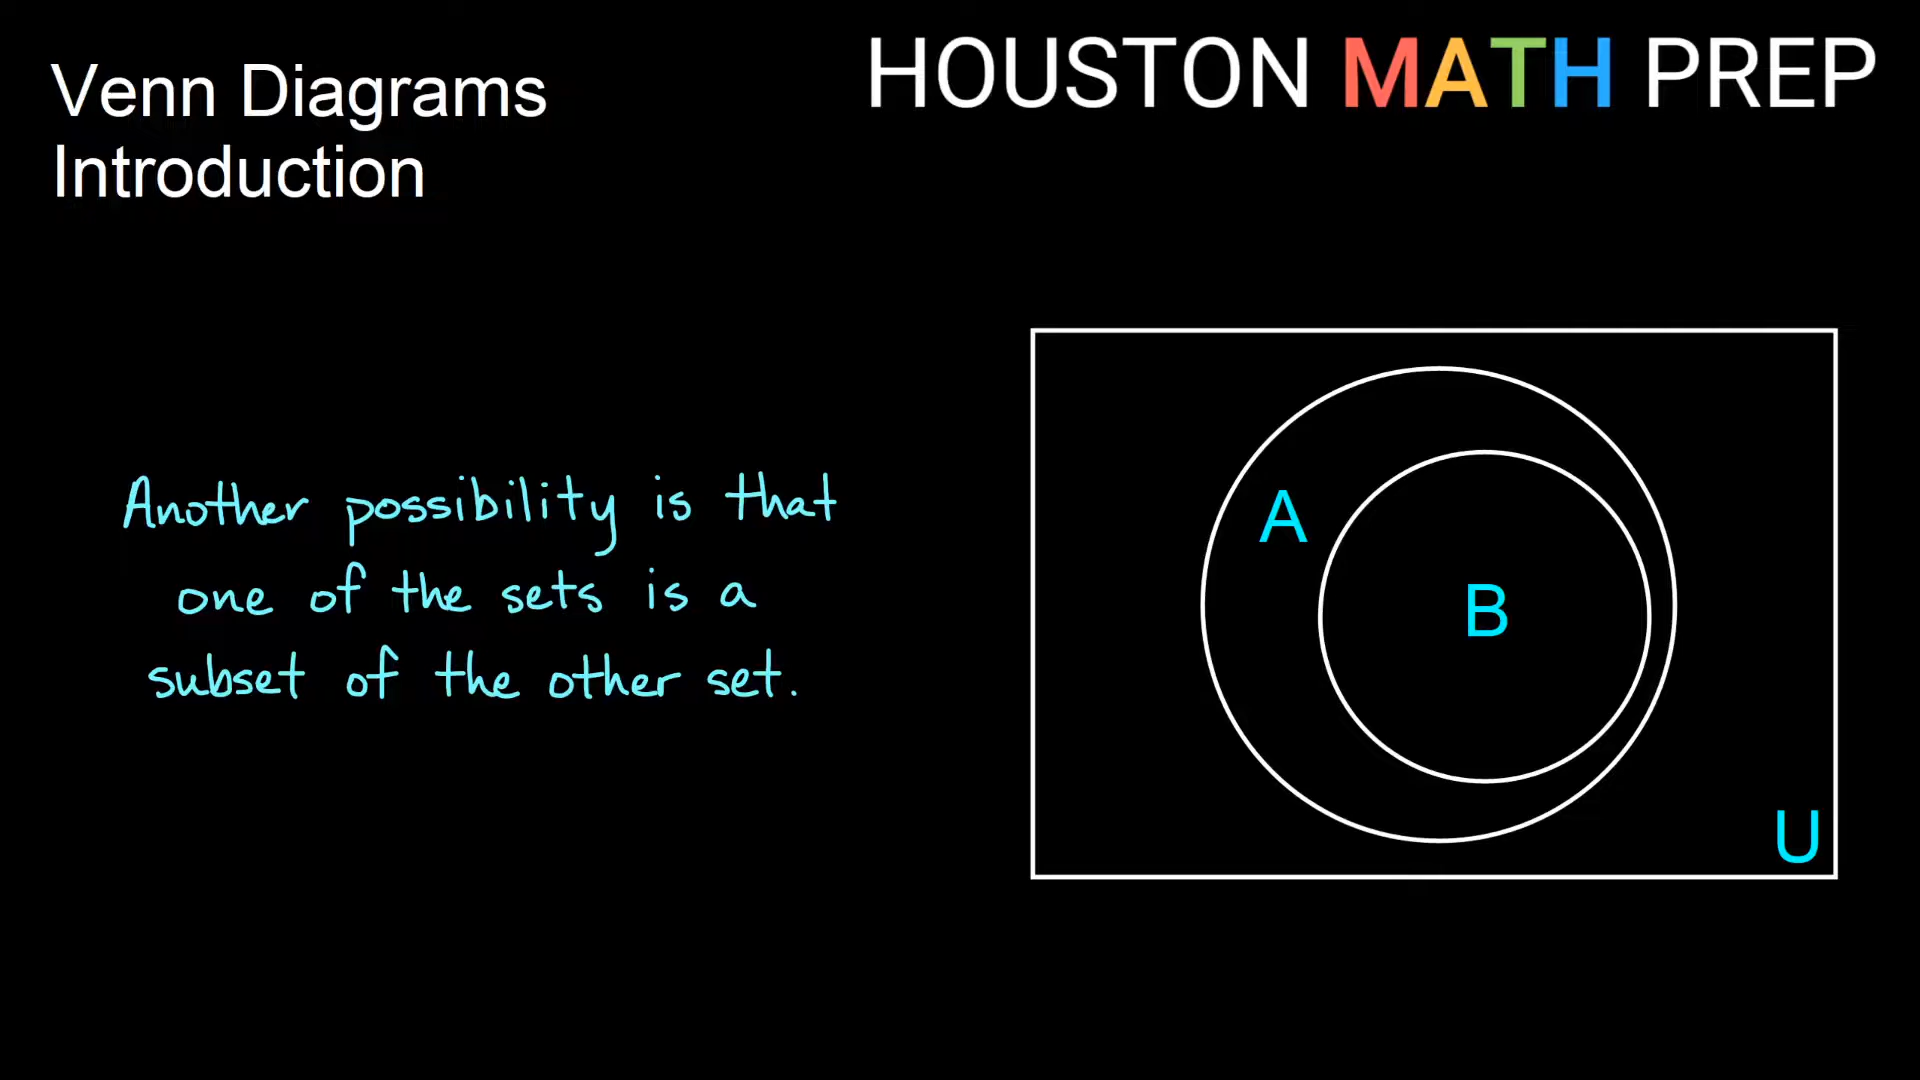 Venn Diagrams
Introduction
HOUSTON MATH PREP
Another possibility is that
one of the sets is a
subset of the other set.
A
B
U